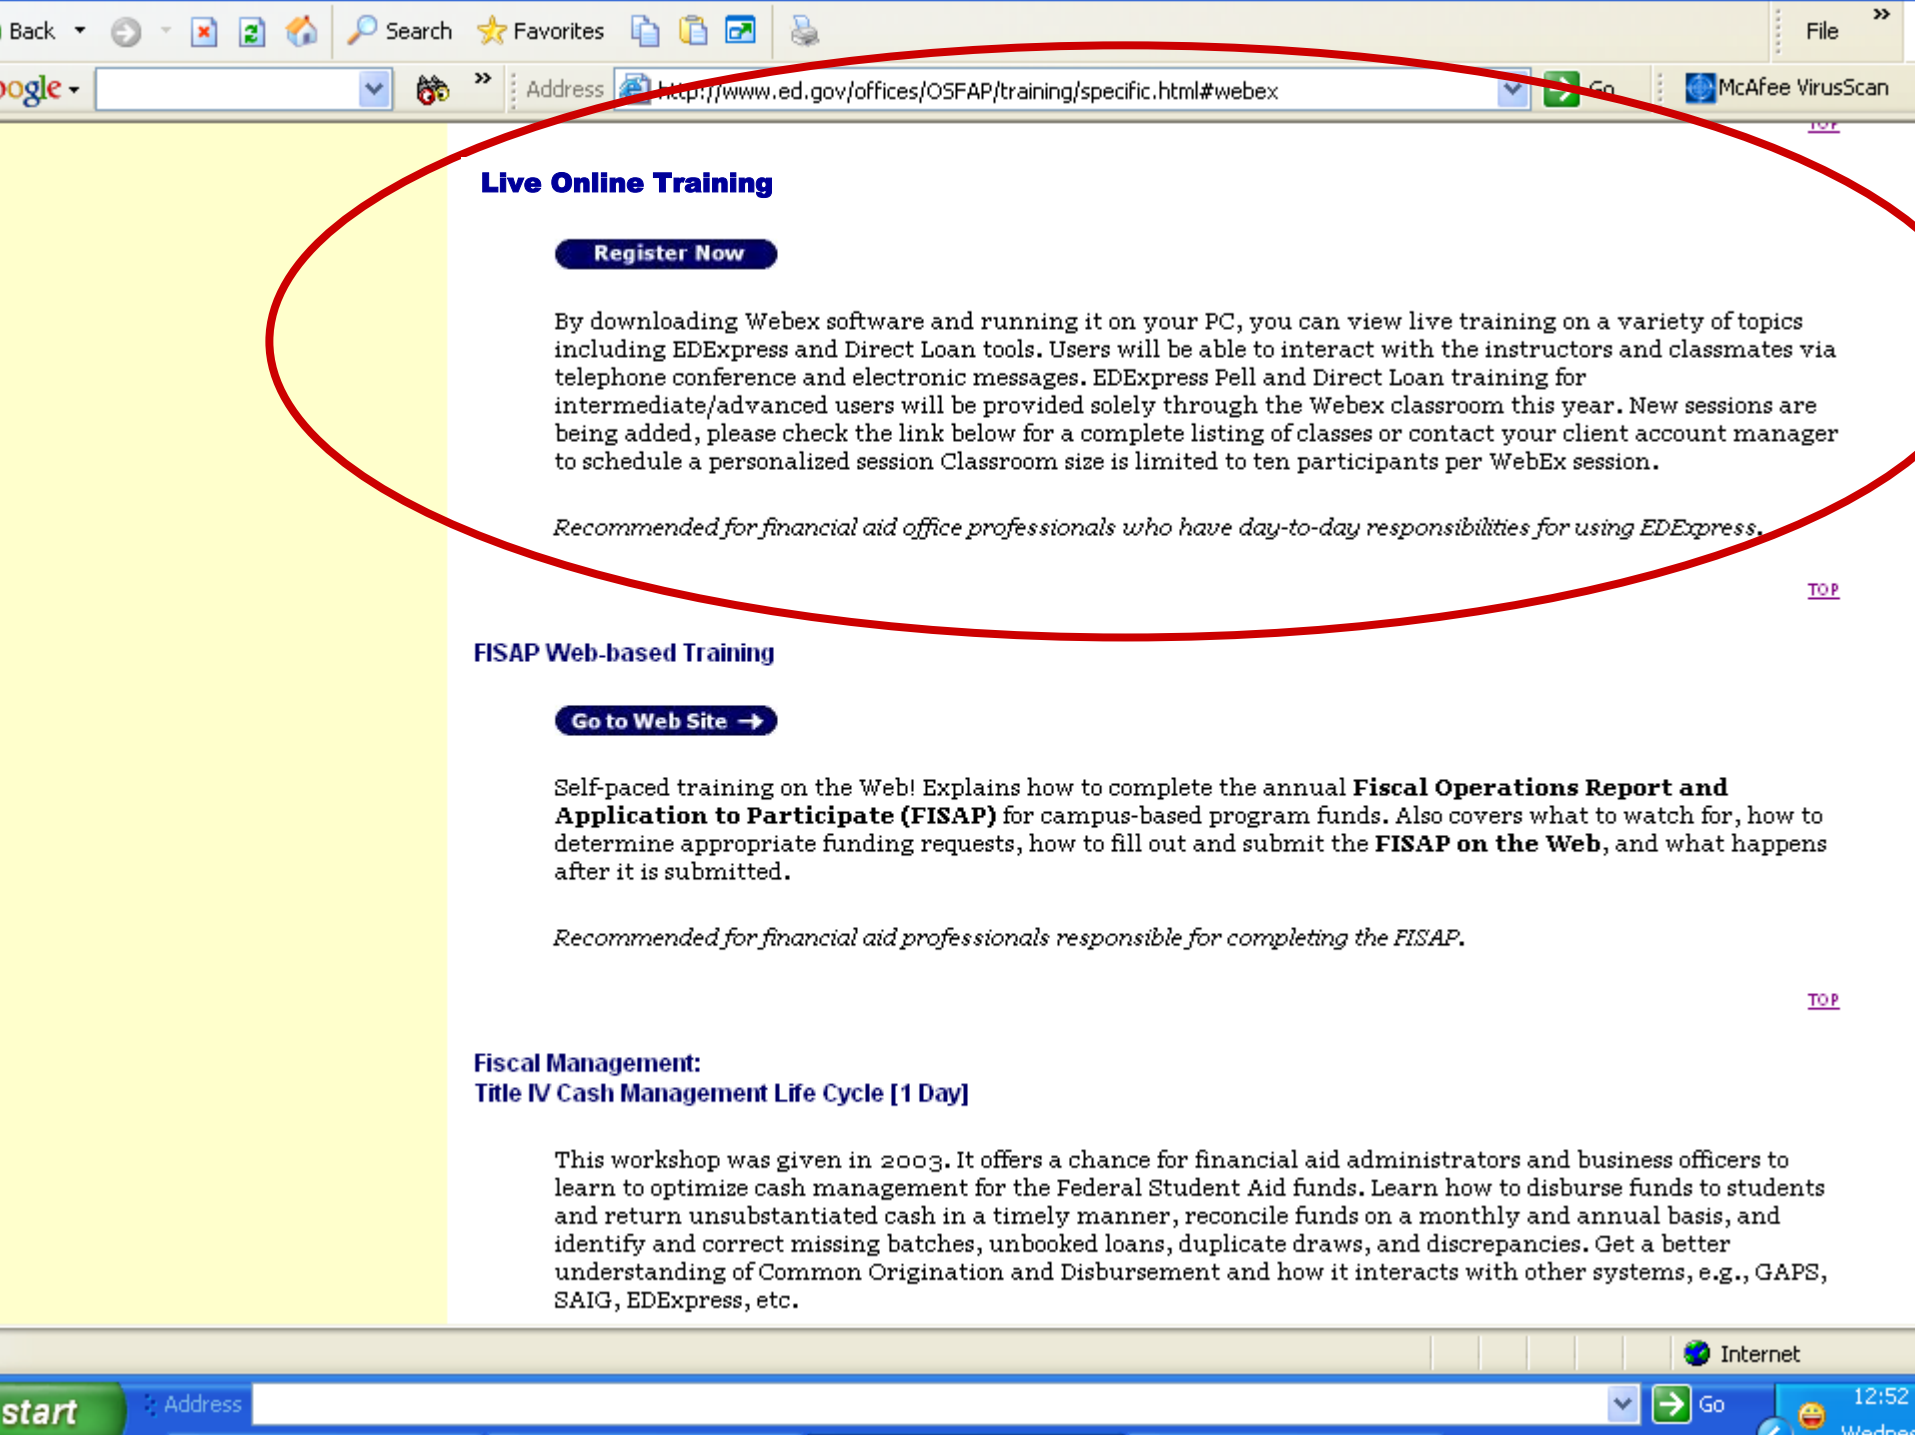 Back
Search
Favorites
File
»
ogle
»
Address
http://www.ed.gov/offices/OSFAP/training/specific.html#webex
Go
McAfee VirusScan
TOP
Live Online Training
Register Now
By downloading Webex software and running it on your PC, you can view live training on a variety of topics
including EDExpress and Direct Loan tools. Users will be able to interact with the instructors and classmates via
telephone conference and electronic messages. EDExpress Pell and Direct Loan training for
intermediate/advanced users will be provided solely through the Webex classroom this year. New sessions are
being added, please check the link below for a complete listing of classes or contact your client account manager
to schedule a personalized session Classroom size is limited to ten participants per WebEx session.
Recommended for financial aid office professionals who have day-to-day responsibilities for using EDExpress.
TOP
FISAP Web-based Training
Go to Web Site →
Self-paced training on the Web! Explains how to complete the annual Fiscal Operations Report and
Application to Participate (FISAP) for campus-based program funds. Also covers what to watch for, how to
determine appropriate funding requests, how to fill out and submit the FISAP on the Web, and what happens
after it is submitted.
Recommended for financial aid professionals responsible for completing the FISAP.
TOP
Fiscal Management:
Title IV Cash Management Life Cycle [1 Day]
This workshop was given in 2003. It offers a chance for financial aid administrators and business officers to
learn to optimize cash management for the Federal Student Aid funds. Learn how to disburse funds to students
and return unsubstantiated cash in a timely manner, reconcile funds on a monthly and annual basis, and
identify and correct missing batches, unbooked loans, duplicate draws, and discrepancies. Get a better
understanding of Common Origination and Disbursement and how it interacts with other systems, e.g., GAPS,
SAIG, EDExpress, etc.
Internet
start
Address
Go
12:52